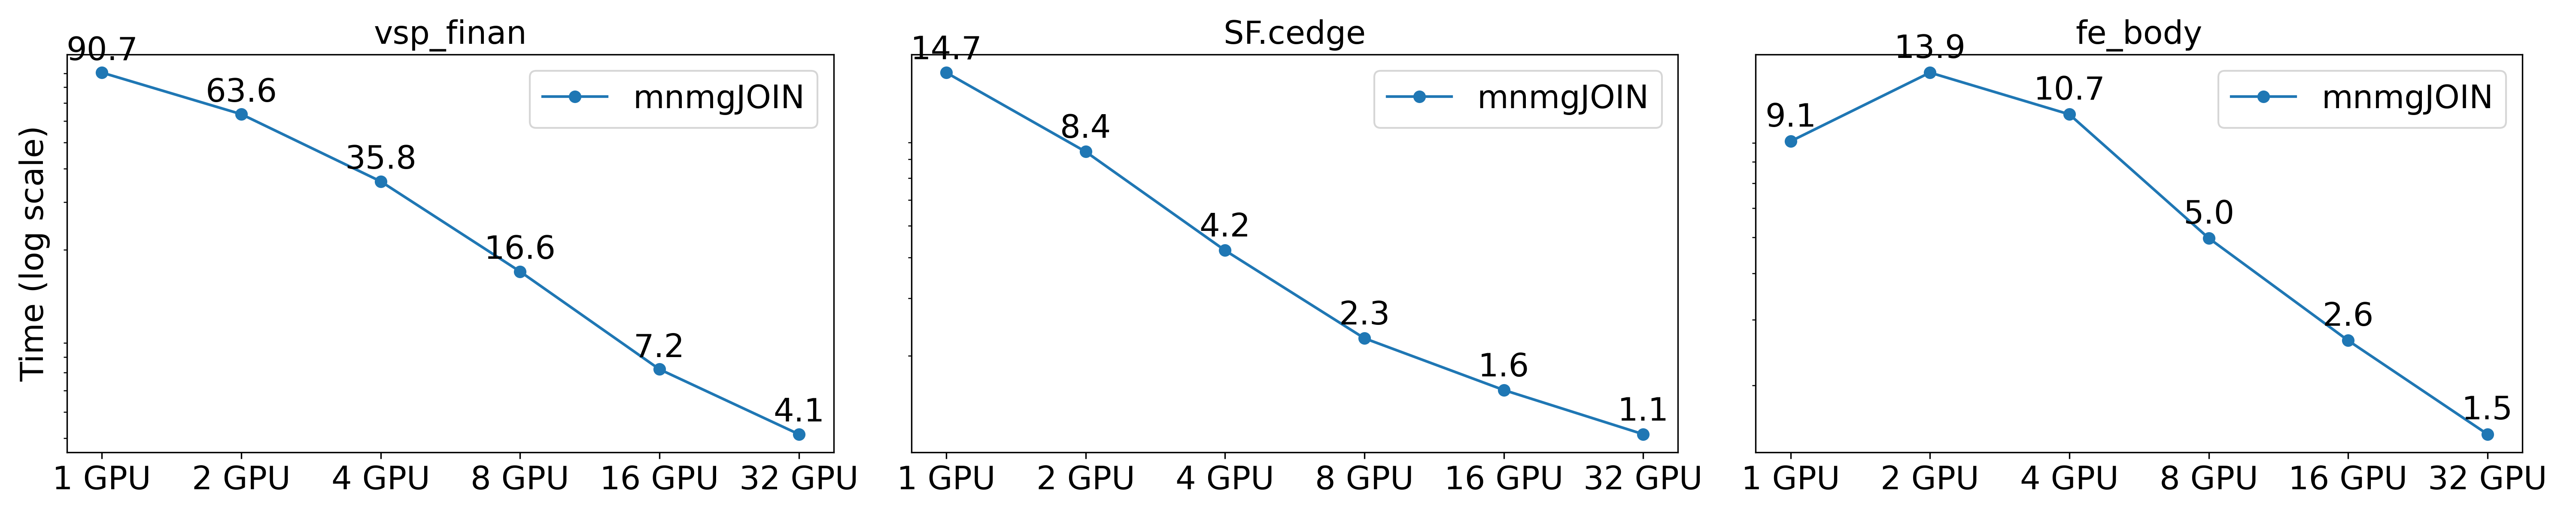 vsp_finan
Time (log scale)
mnmgJOIN
90.7
63.6
35.8
16.6
7.2
4.1
1 GPU 2 GPU 4 GPU 8 GPU 16 GPU 32 GPU
SF.cedge
mnmgJOIN
14.7
8.4
4.2
2.3
1.6
1.1
1 GPU 2 GPU 4 GPU 8 GPU 16 GPU 32 GPU
fe_body
mnmgJOIN
9.1
13.9
10.7
5.0
2.6
1.5
1 GPU 2 GPU 4 GPU 8 GPU 16 GPU 32 GPU